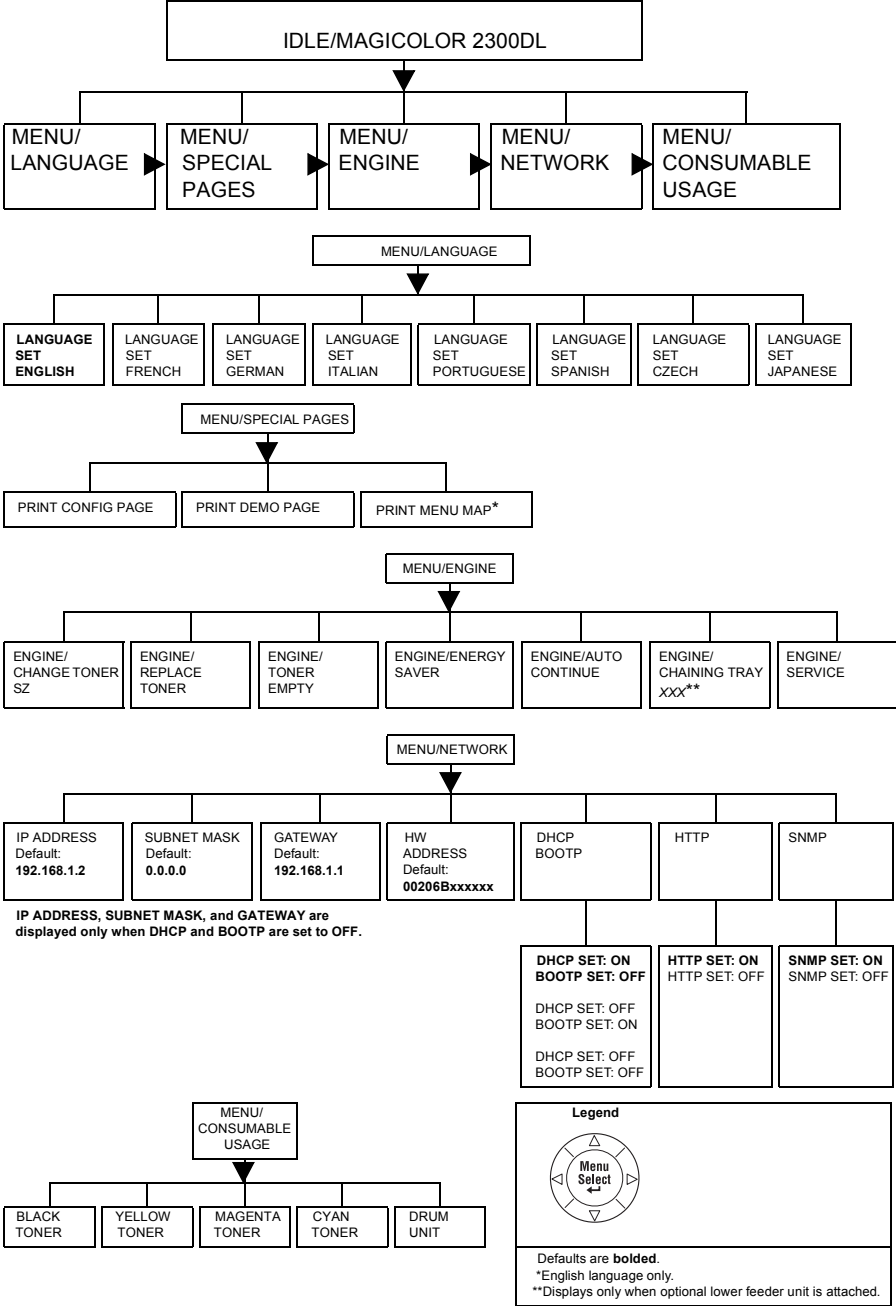 IDLE/MAGICOLOR 2300DL
MENU/
LANGUAGE
MENU/
SPECIAL
PAGES
MENU/
ENGINE
MENU/
NETWORK
MENU/
CONSUMABLE
USAGE
MENU/LANGUAGE
LANGUAGE
SET
ENGLISH
LANGUAGE
SET
FRENCH
LANGUAGE
SET
GERMAN
LANGUAGE
SET
ITALIAN
LANGUAGE
SET
PORTUGUESE
LANGUAGE
SET
SPANISH
LANGUAGE
SET
CZECH
LANGUAGE
SET
JAPANESE
MENU/SPECIAL PAGES
PRINT CONFIG PAGE
PRINT DEMO PAGE
PRINT MENU MAP*
MENU/ENGINE
ENGINE/
CHANGE TONER
SZ
ENGINE/
REPLACE
TONER
ENGINE/
TONER
EMPTY
ENGINE/ENERGY
SAVER
ENGINE/AUTO
CONTINUE
ENGINE/
CHAINING TRAY
XXX**
ENGINE/
SERVICE
MENU/NETWORK
IP ADDRESS
Default:
192.168.1.2
SUBNET MASK
Default:
0.0.0.0
GATEWAY
Default:
192.168.1.1
HW
ADDRESS
Default:
00206Bxxxxxx
DHCP
BOOTP
HTTP
SNMP
IP ADDRESS, SUBNET MASK, and GATEWAY are
displayed only when DHCP and BOOTP are set to OFF.
DHCP SET: ON
BOOTP SET: OFF
DHCP SET: OFF
BOOTP SET: ON
DHCP SET: OFF
BOOTP SET: OFF
HTTP SET: ON
HTTP SET: OFF
SNMP SET: ON
SNMP SET: OFF
MENU/
CONSUMABLE
USAGE
BLACK
TONER
YELLOW
TONER
MAGENTA
TONER
CYAN
TONER
DRUM
UNIT
Legend
Menu
Select
Defaults are bolded.
*English language only.
**Displays only when optional lower feeder unit is attached.